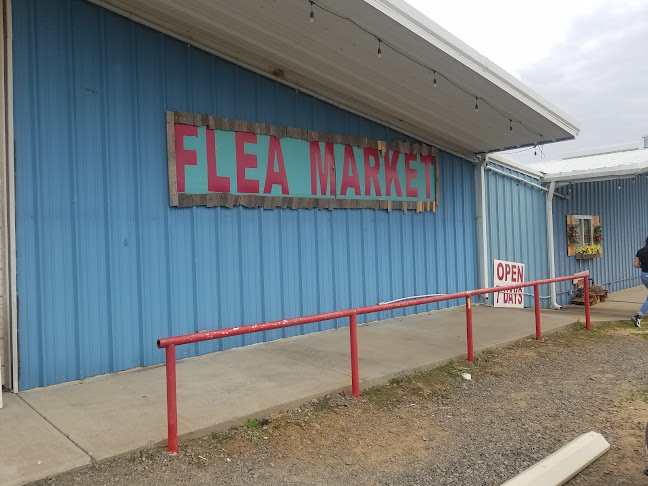 FLEA MARKET
OPEN
7 DAYS